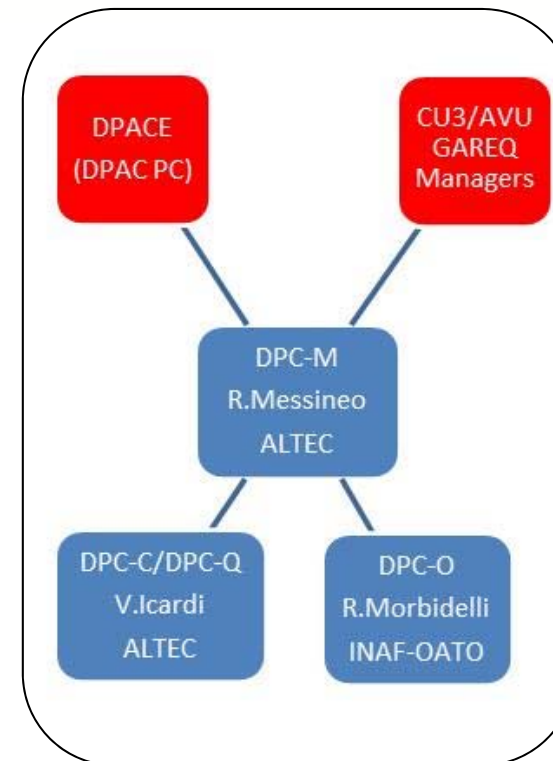 DPACE
(DPAC PC)
CU3/AVU
GAREQ
Managers
DPC-M
R.Messineo
ALTEC
DPC-C/DPC-Q
V.Icardi
ALTEC
DPC-O
R.Morbidelli
INAF-OATO